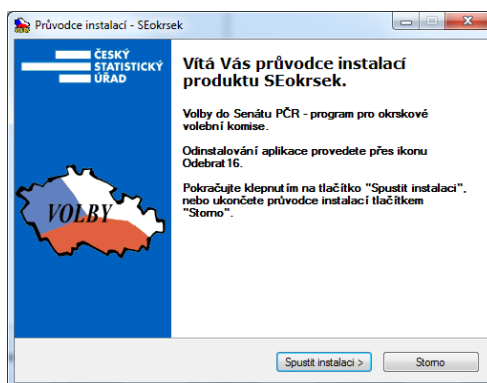 Průvodce instalací - SEokrsek
ČESKÝ
STATISTICKÝ
ÚŘAD
VOLBY
Vítá Vás průvodce instalací
produktu SEokrsek.
Volby do Senátu PČR - program pro okrskové
volební komise.
Odinstalování aplikace provedete přes ikonu
Odebrat16.
Pokračujte klepnutím na tlačítko "Spustit instalaci",
nebo ukončete průvodce instalací tlačítkem
"Storno".
Spustit instalaci >
Storno